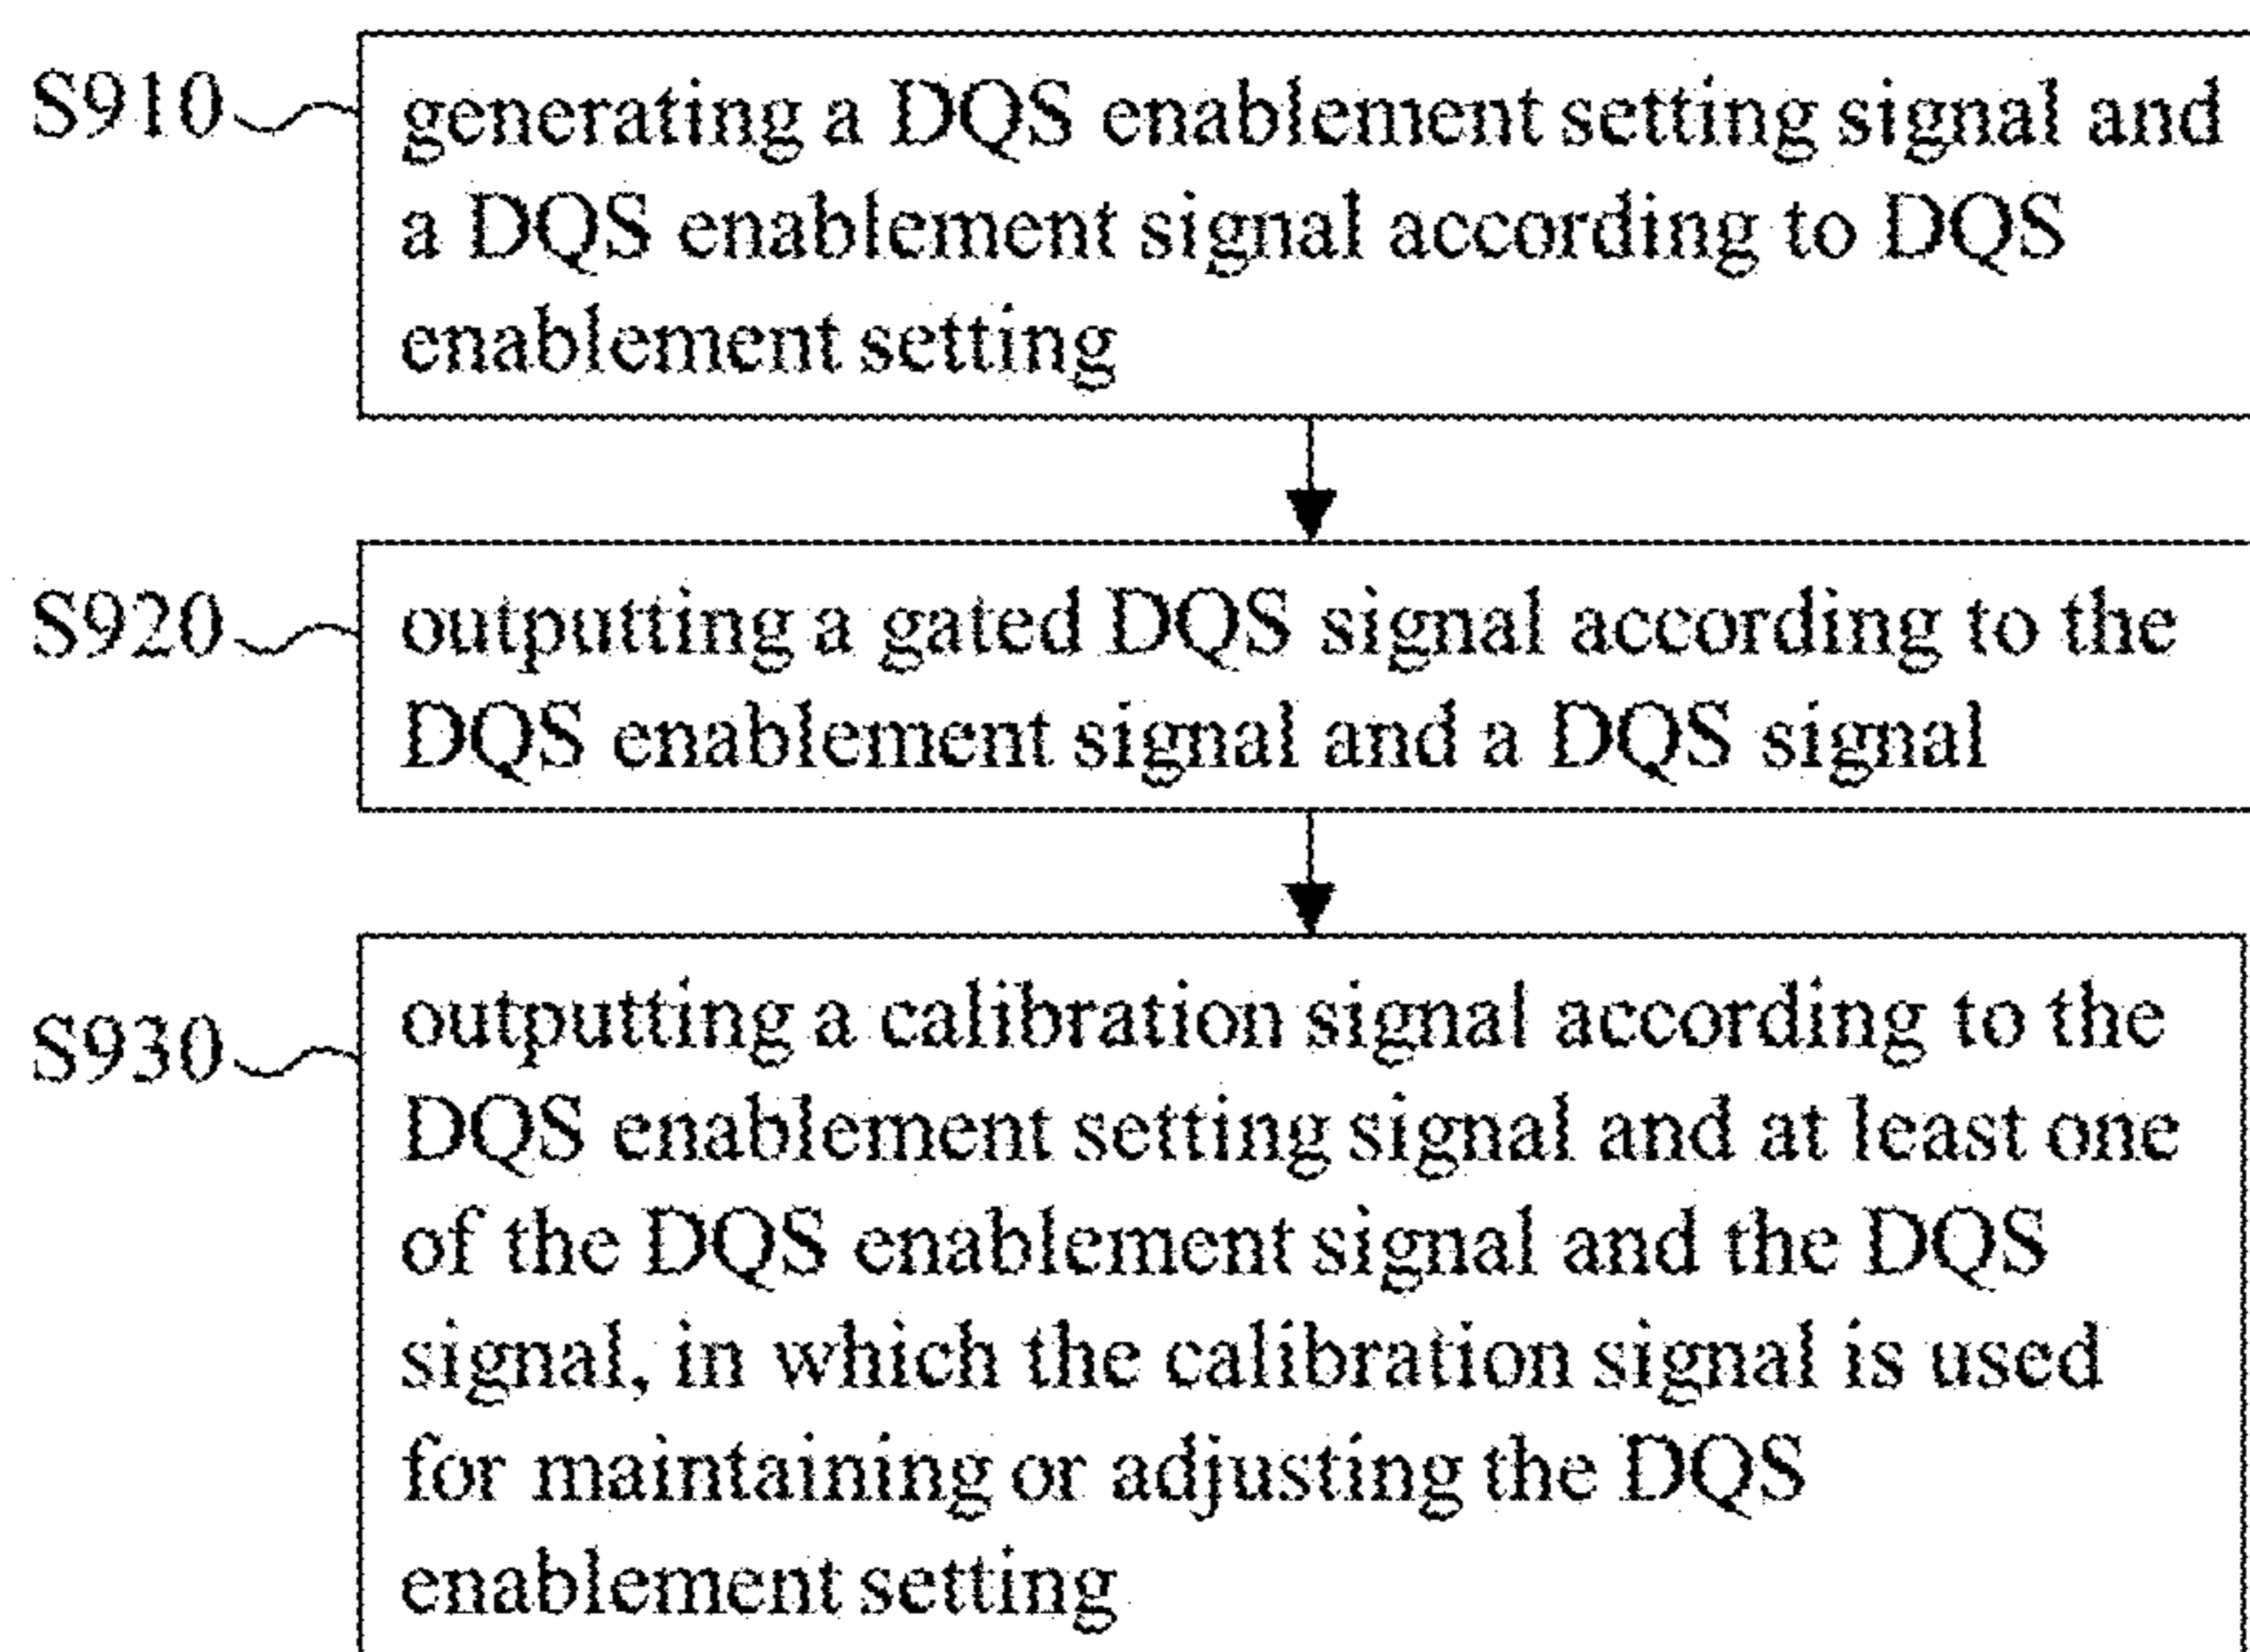 S910
generating a DQS enablement setting signal and
a DQS enablement signal according to DQS
enablement setting
S920
outputting a gated DQS signal according to the
DQS enablement signal and a DQS signal
S930
outputting a calibration signal according to the
DQS enablement setting signal and at least one
of the DQS enablement signal and the DQS
signal, in which the calibration signal is used
for maintaining or adjusting the DQS
enablement setting